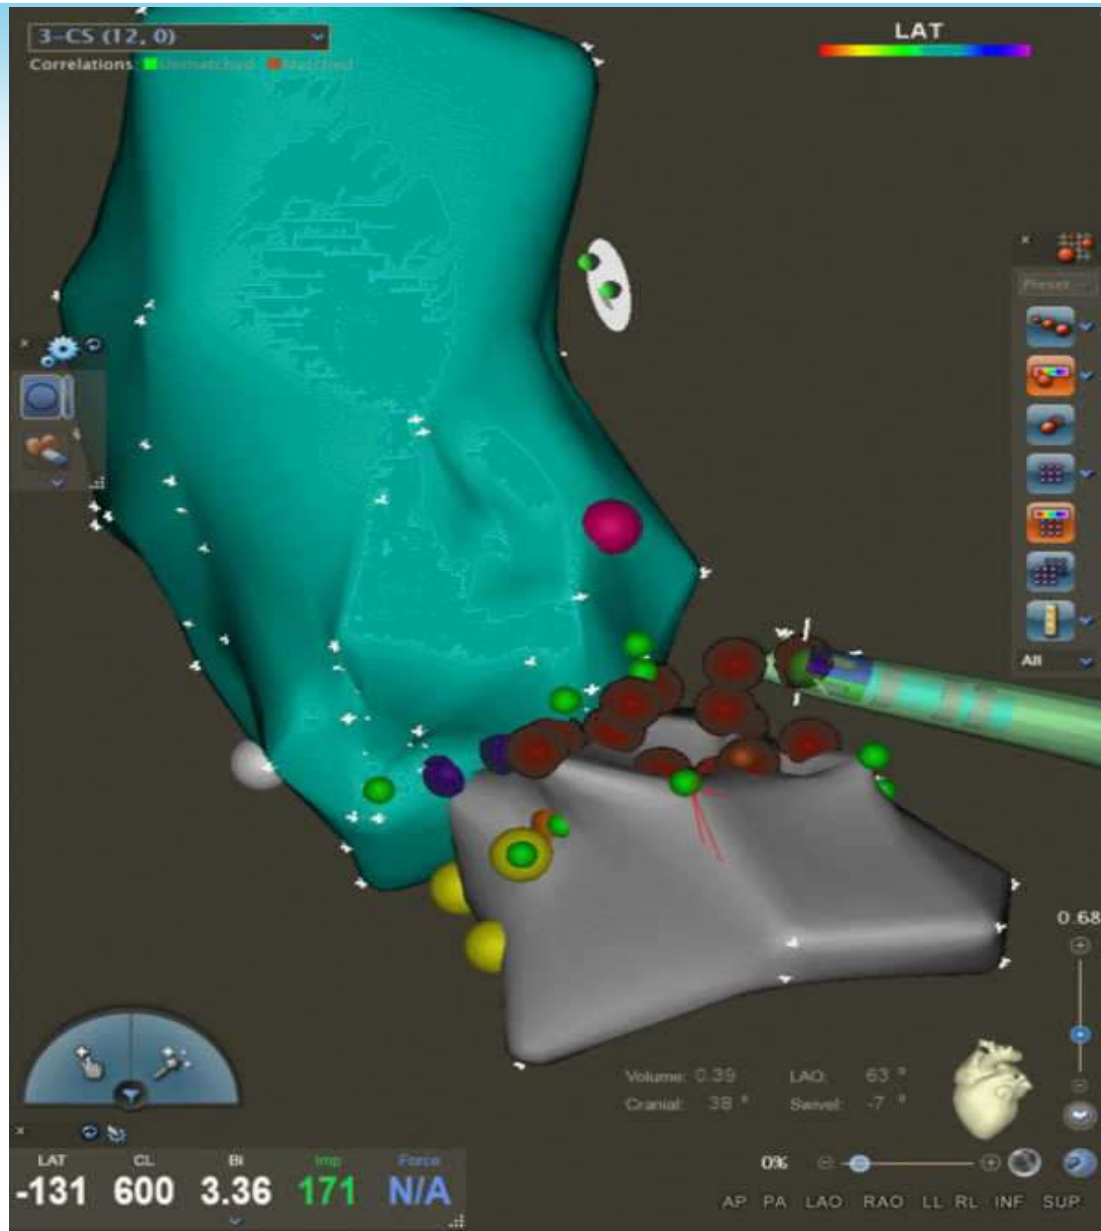 3-CS (12, 0)
LAT
Correlations: Unmatched Matched
Preset
All
0.68
Volume: 0.39 LAO: 63 °
Cranial: 38 ° Swivel: -7 °
LAT CL Bi Imp Force
-131 600 3.36 171 N/A
0%
AP PA LAO RAO LL RL INF SUP